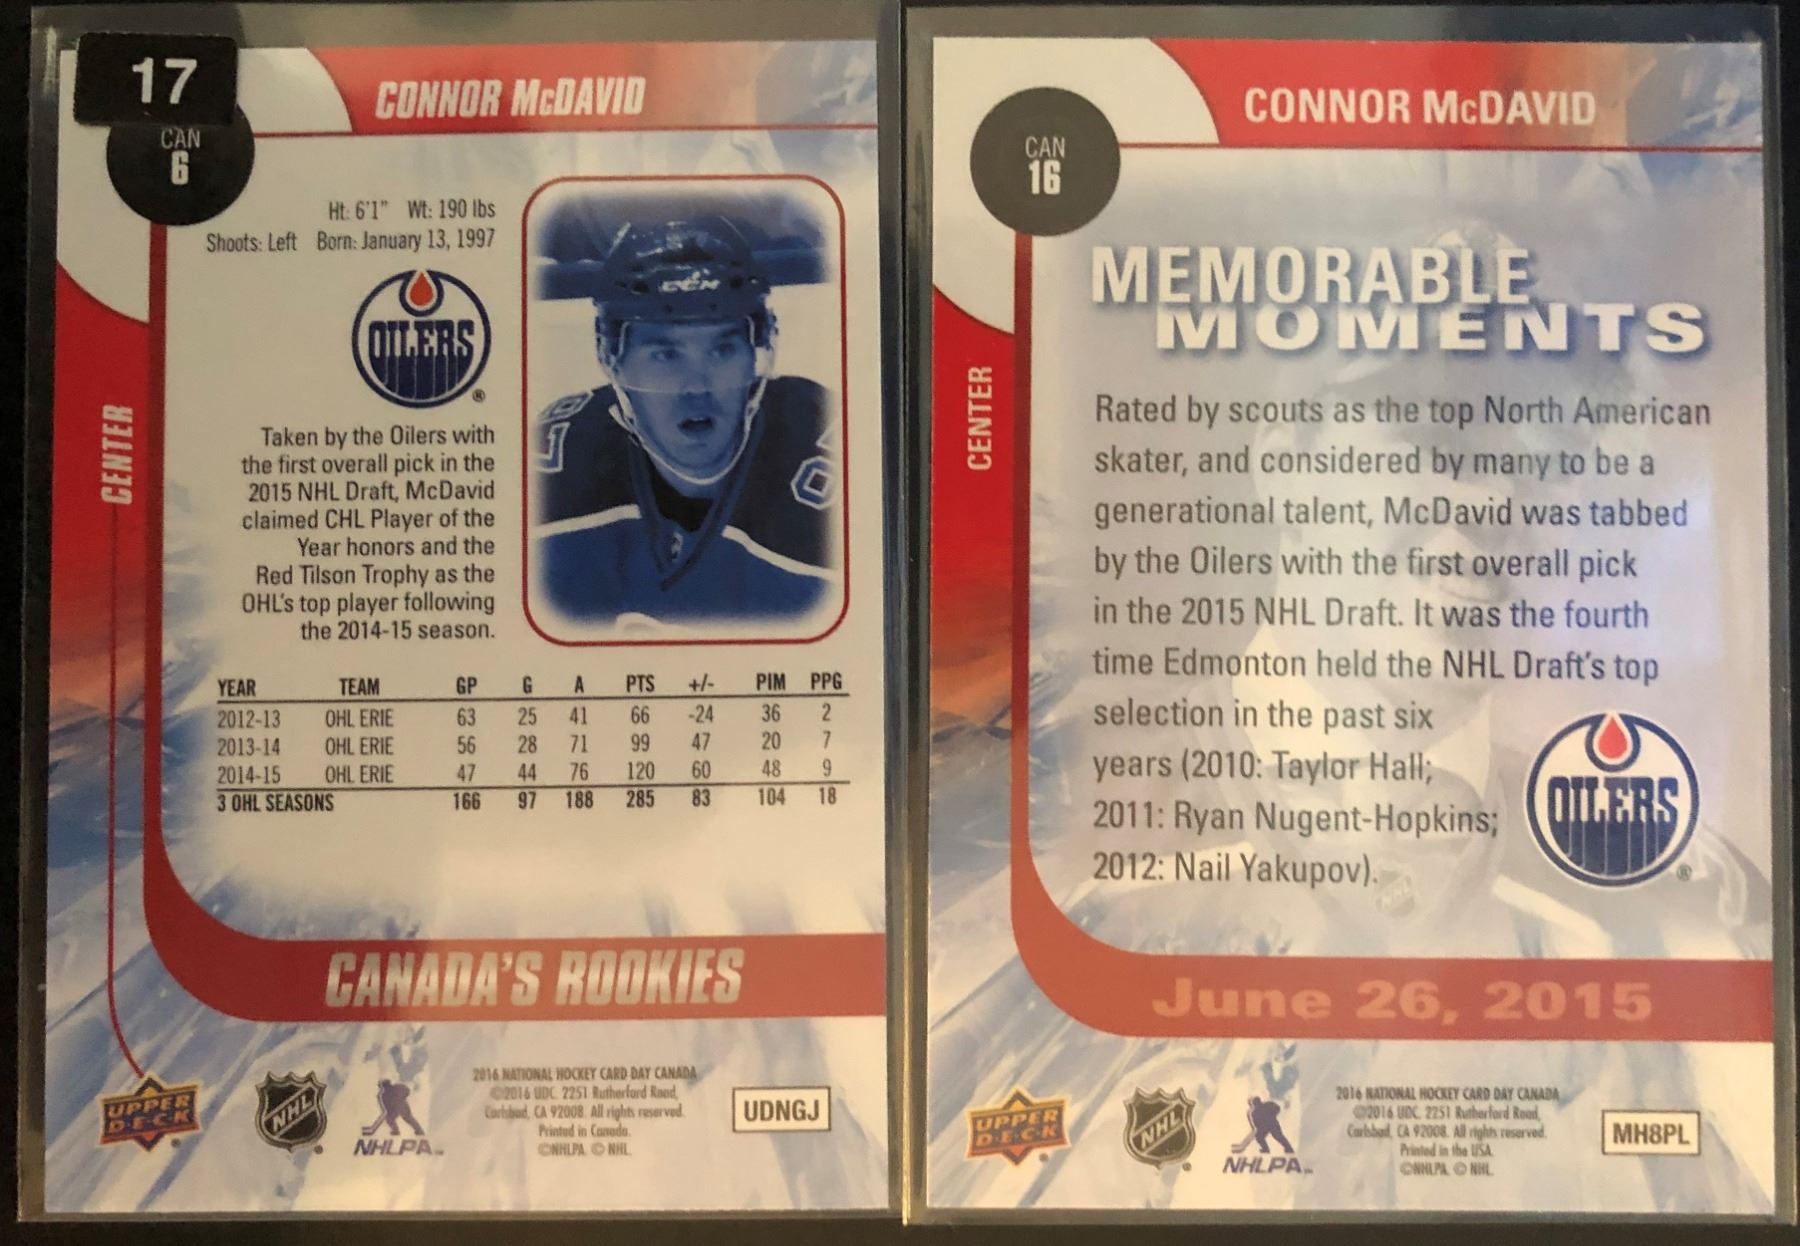 17
CAN
6
CONNOR McDAVID
Ht: 6'1" Wt: 190 lbs
Shoots: Left Born: January 13, 1997
OILERS
®
CCM
Taken by the Oilers with
the first overall pick in the
2015 NHL Draft, McDavid
claimed CHL Player of the
Year honors and the
Red Tilson Trophy as the
OHL's top player following
the 2014-15 season.
CENTER
YEAR TEAM GP G A PTS +/- PIM PPG
2012-13 OHL ERIE 63 25 41 66 -24 36 2
2013-14 OHL ERIE 56 28 71 99 47 20 7
2014-15 OHL ERIE 47 44 76 120 60 48 9
3 OHL SEASONS 166 97 188 285 83 104 18
CANADA'S ROOKIES
UPPER
D·E·C·K
NHL
NHLPA
2016 NATIONAL HOCKEY CARD DAY CANADA
©2016 UDC. 2251 Rutherford Road,
Carlsbad, CA 92008. All rights reserved.
Printed in Canada.
©NHLPA. © NHL.
UDNGJ
CAN
16
CONNOR McDAVID
CENTER
MEMORABLE
MOMENTS
Rated by scouts as the top North American
skater, and considered by many to be a
generational talent, McDavid was tabbed
by the Oilers with the first overall pick
in the 2015 NHL Draft. It was the fourth
time Edmonton held the NHL Draft's top
selection in the past six
years (2010: Taylor Hall;
2011: Ryan Nugent-Hopkins;
2012: Nail Yakupov).
OILERS
®
June 26, 2015
UPPER
D·E·C·K
NHL
NHLPA
2016 NATIONAL HOCKEY CARD DAY CANADA
©2016 UDC. 2251 Rutherford Road,
Carlsbad, CA 92008. All rights reserved.
Printed in the USA.
©NHLPA. © NHL.
MH8PL